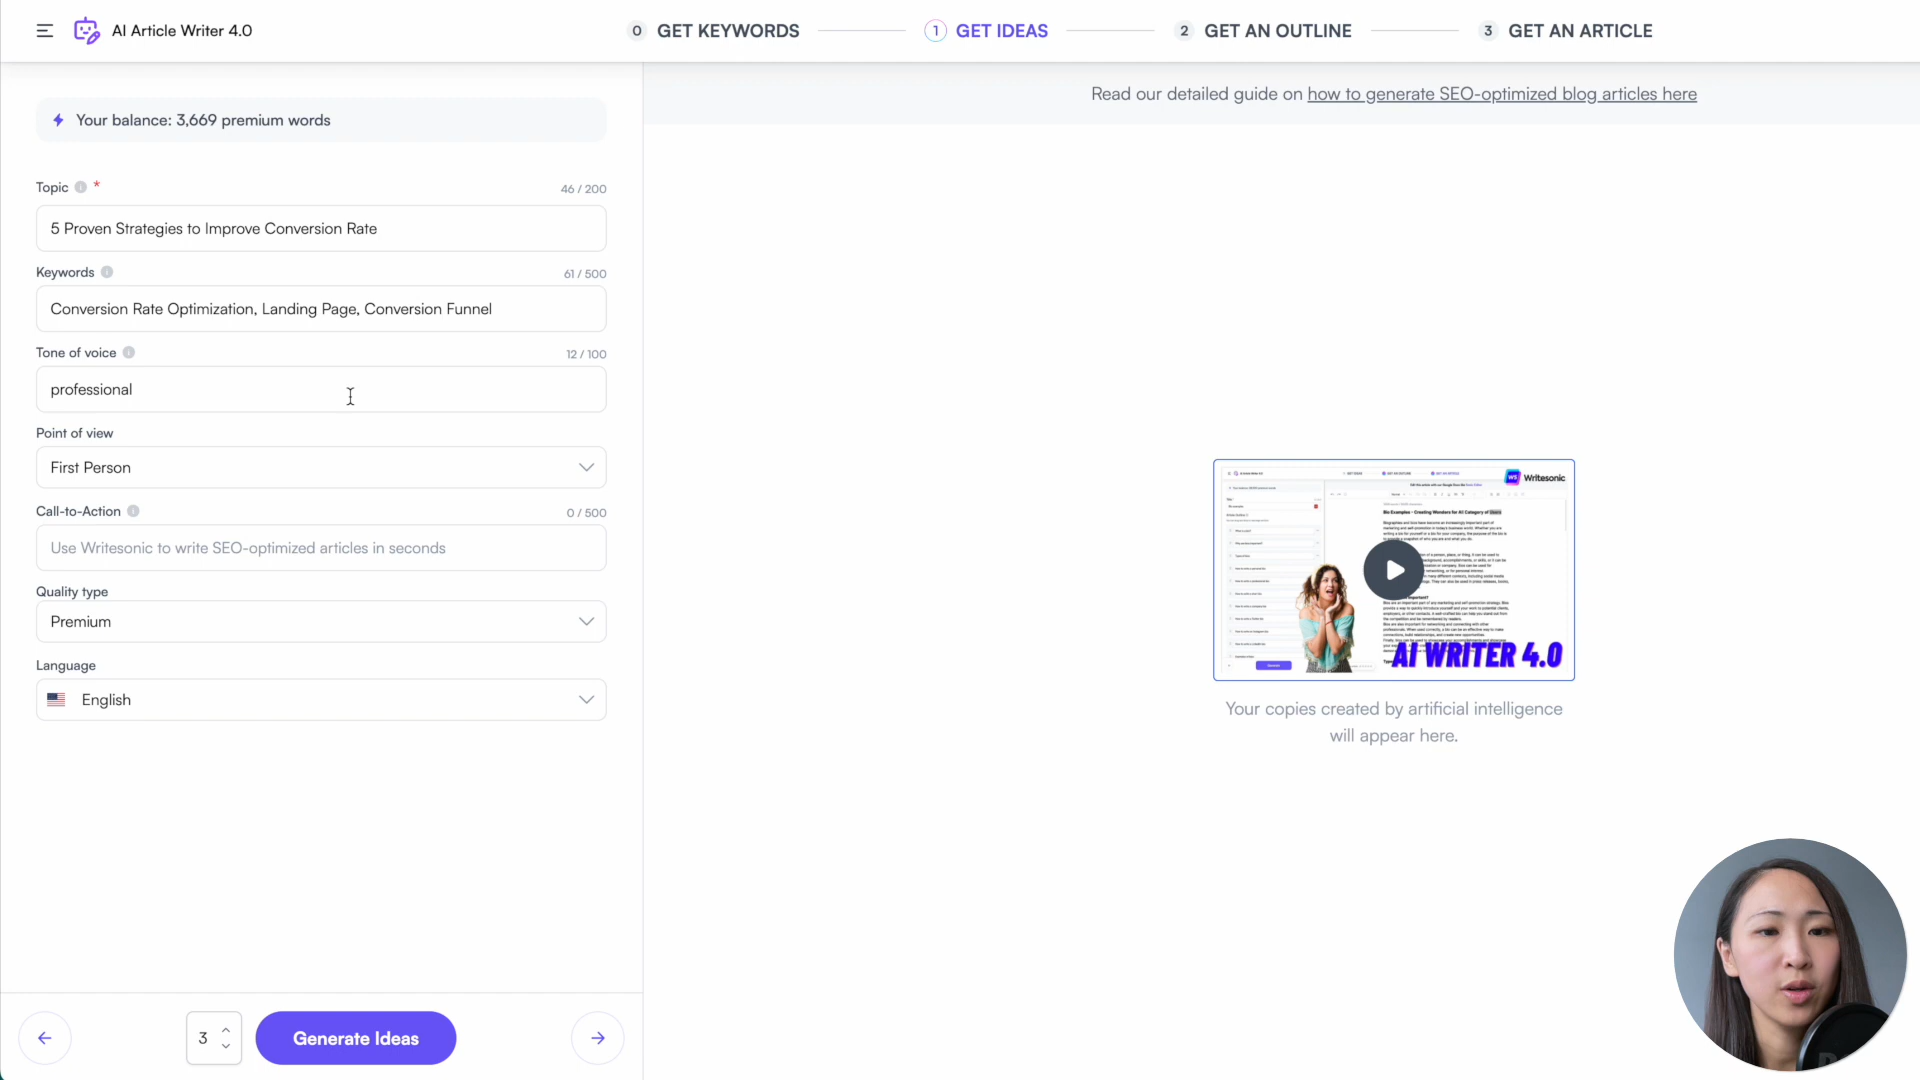 AI Article Writer 4.0
0 GET KEYWORDS
1 GET IDEAS
2 GET AN OUTLINE
3 GET AN ARTICLE
Read our detailed guide on how to generate SEO-optimized blog articles here
Your balance: 3,669 premium words
Topic * 46 / 200
5 Proven Strategies to Improve Conversion Rate
Keywords 61 / 500
Conversion Rate Optimization, Landing Page, Conversion Funnel
Tone of voice 12 / 100
professional
Point of view
First Person
Call-to-Action 0 / 500
Use Writesonic to write SEO-optimized articles in seconds
Quality type
Premium
Language
English
3
Generate Ideas
WS Writesonic
AI WRITER 4.0
Your copies created by artificial intelligence
will appear here.